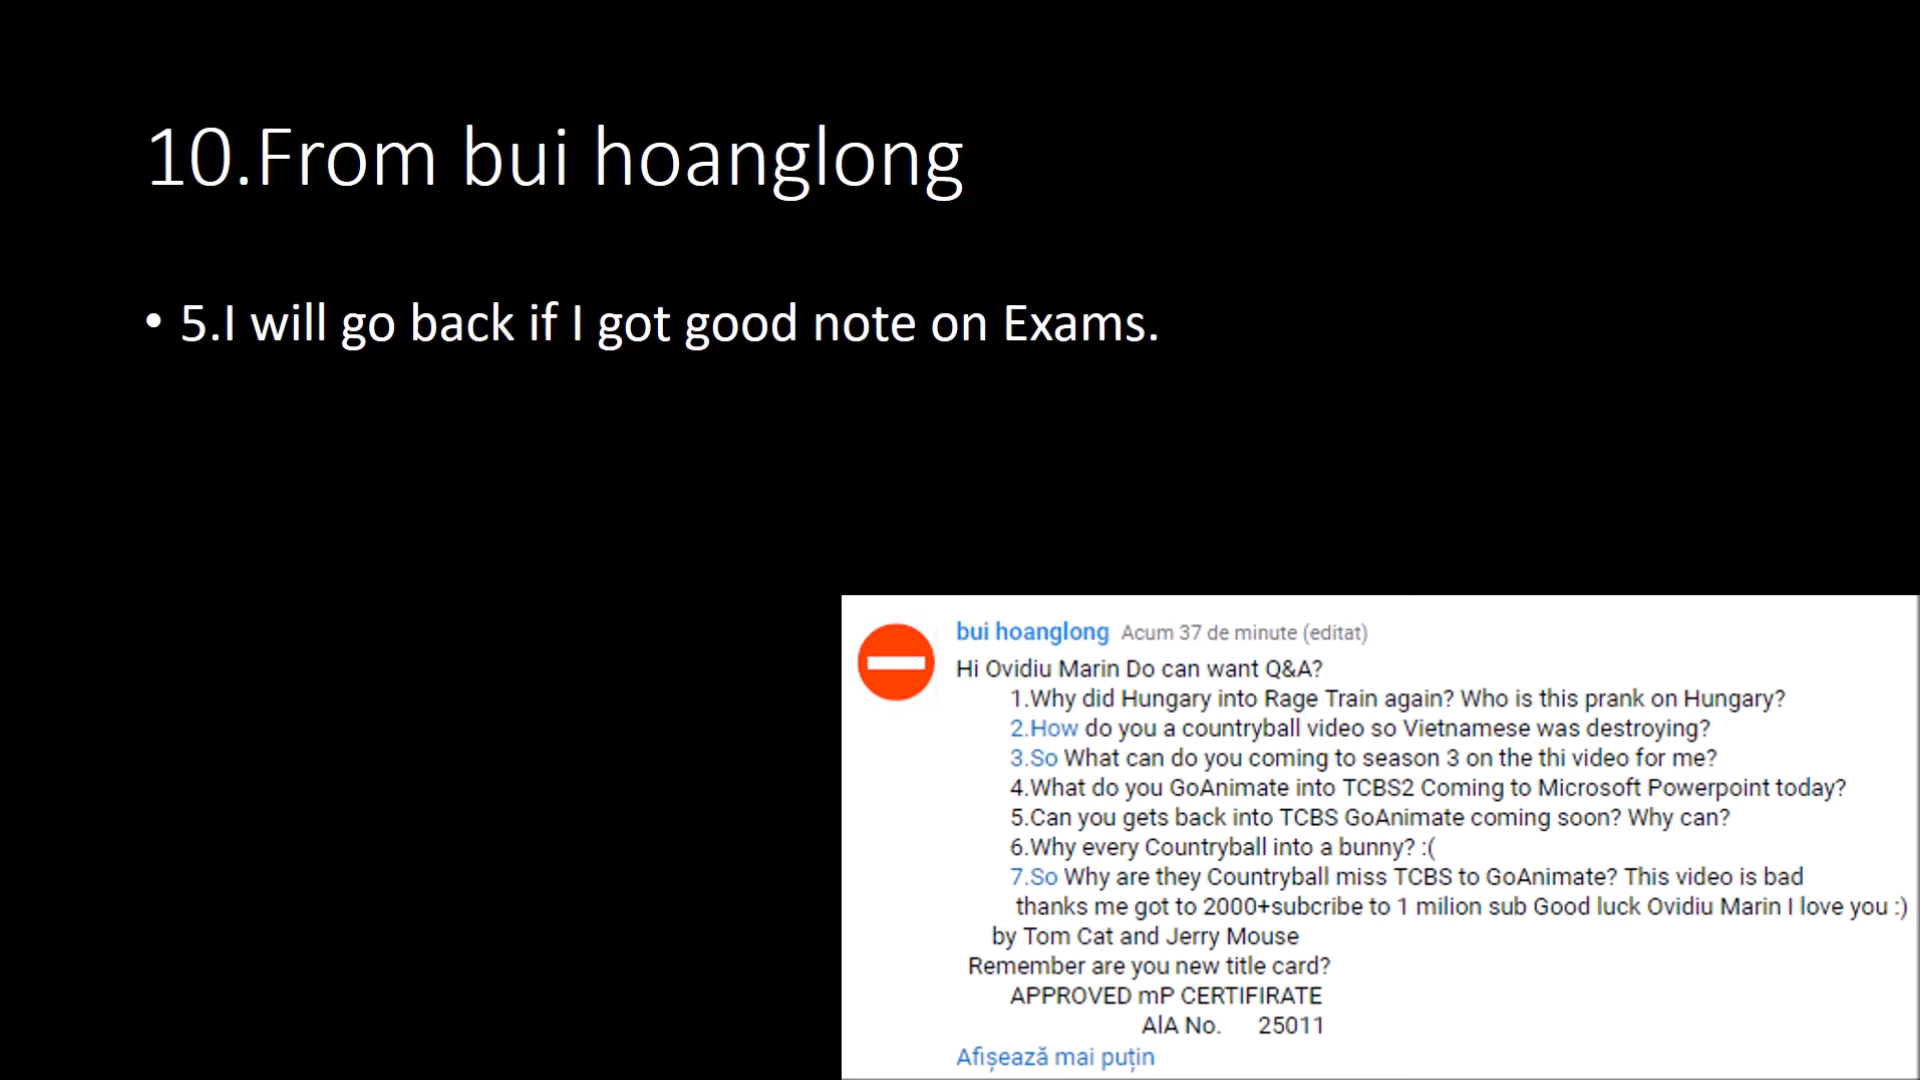 10.From bui hoanglong
• 5.I will go back if I got good note on Exams.
bui hoanglong Acum 37 de minute (editat)
Hi Ovidiu Marin Do can want Q&A?
1.Why did Hungary into Rage Train again? Who is this prank on Hungary?
2.How do you a countryball video so Vietnamese was destroying?
3.So What can do you coming to season 3 on the thi video for me?
4.What do you GoAnimate into TCBS2 Coming to Microsoft Powerpoint today?
5.Can you gets back into TCBS GoAnimate coming soon? Why can?
6.Why every Countryball into a bunny? :(
7.So Why are they Countryball miss TCBS to GoAnimate? This video is bad
thanks me got to 2000+subcribe to 1 milion sub Good luck Ovidiu Marin I love you :)
by Tom Cat and Jerry Mouse
Remember are you new title card?
APPROVED mP CERTIFIRATE
AlA No. 25011
Afișează mai puțin